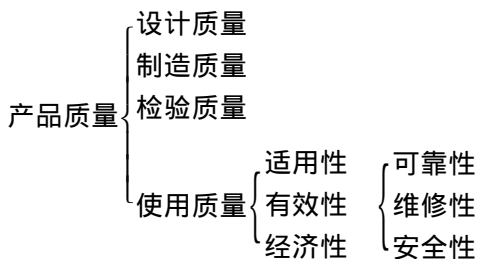 设计质量
制造质量
产品质量
检验质量
适用性 可靠性
使用质量 有效性 维修性
经济性 安全性